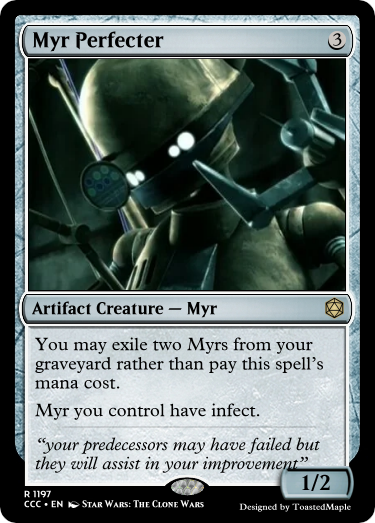 Myr Perfecter
3
Artifact Creature — Myr
You may exile two Myrs from your
graveyard rather than pay this spell's
mana cost.
Myr you control have infect.
“your predecessors may have failed but
they will assist in your improvement”
1/2
R 1197
CCC • EN Star Wars: The Clone Wars
Designed by ToastedMaple